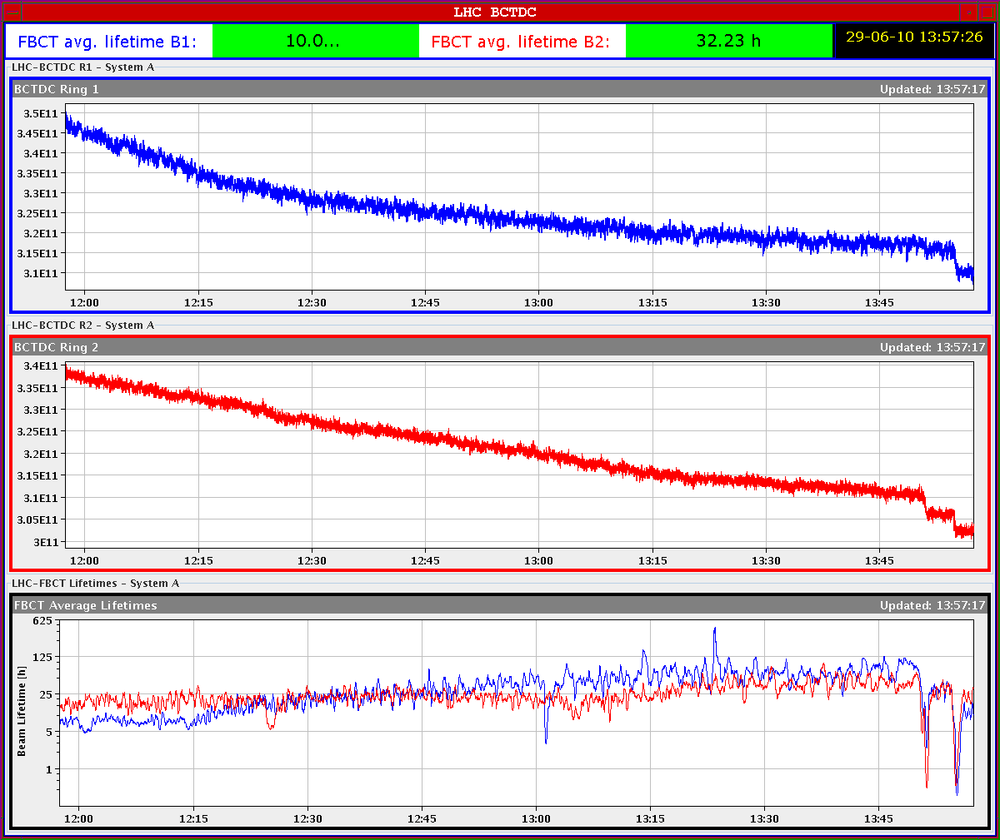 LHC BCTDC
FBCT avg. lifetime B1: 10.0... FBCT avg. lifetime B2: 32.23 h 29-06-10 13:57:26
LHC-BCTDC R1 - System A
BCTDC Ring 1 Updated: 13:57:17
3.5E11
3.45E11
3.4E11
3.35E11
3.3E11
3.25E11
3.2E11
3.15E11
3.1E11
12:00 12:15 12:30 12:45 13:00 13:15 13:30 13:45
LHC-BCTDC R2 - System A
BCTDC Ring 2 Updated: 13:57:17
3.4E11
3.35E11
3.3E11
3.25E11
3.2E11
3.15E11
3.1E11
3.05E11
3E11
12:00 12:15 12:30 12:45 13:00 13:15 13:30 13:45
LHC-FBCT Lifetimes - System A
FBCT Average Lifetimes Updated: 13:57:17
Beam Lifetime [h]
625
125
25
5
1
12:00 12:15 12:30 12:45 13:00 13:15 13:30 13:45